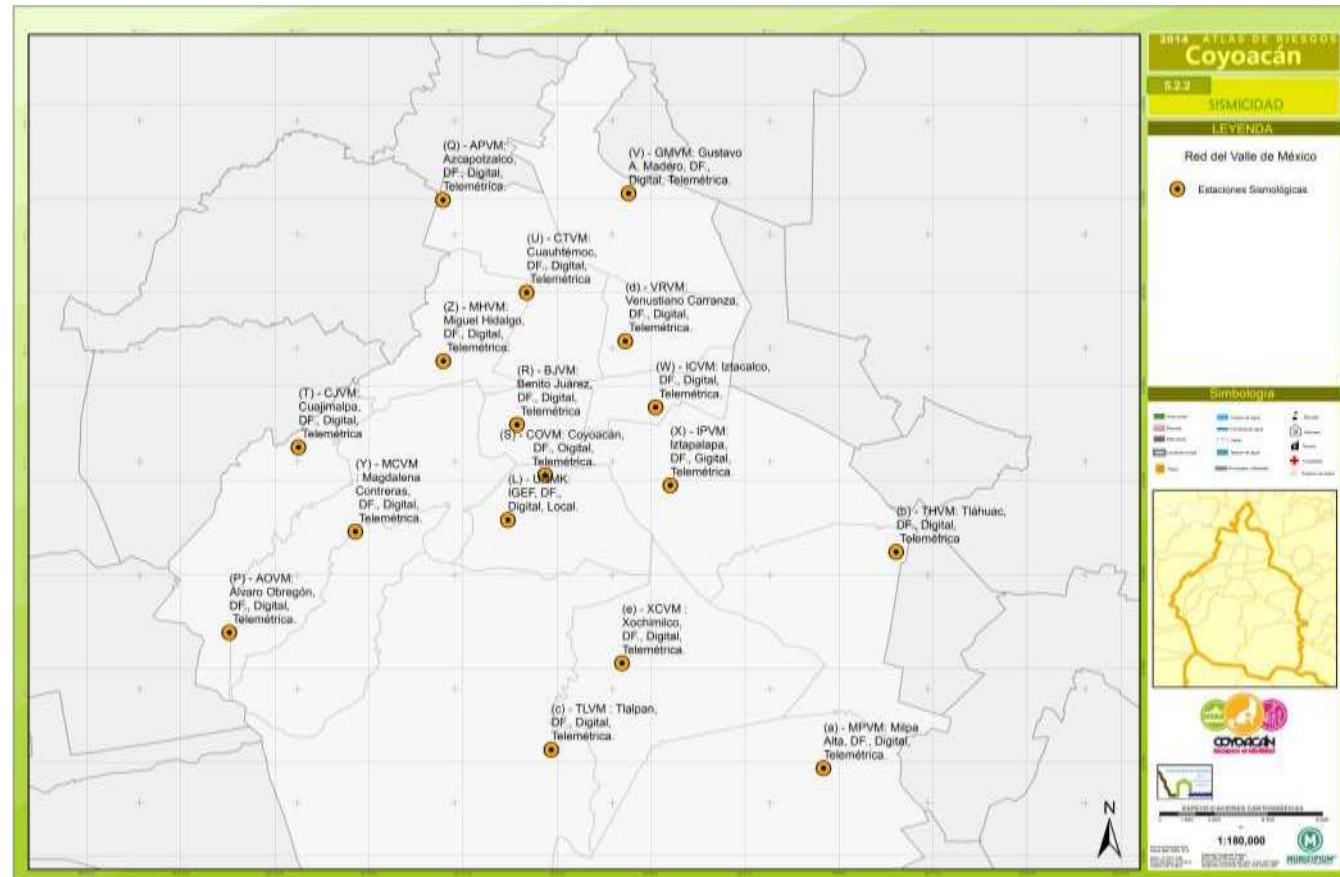 2014 ATLAS DE RIESGOS
Coyoacán
5.2.2
SISMICIDAD
LEYENDA
Red del Valle de México
Estaciones Sismológicas
(Q) - APVM:
Azcapotzalco,
DF., Digital,
Telemétrica.
(V) - GMVM: Gustavo
A. Madero, DF.,
Digital, Telemétrica.
(U) - CTVM:
Cuauhtémoc,
DF., Digital,
Telemétrica
(d) - VRVM:
Venustiano Carranza,
DF., Digital,
Telemétrica.
(Z) - MHVM:
Miguel Hidalgo,
DF., Digital,
Telemétrica.
(W) - ICVM: Iztacalco,
DF., Digital,
Telemétrica.
(R) - BJVM:
Benito Juárez,
DF., Digital,
Telemétrica
(T) - CJVM:
Cuajimalpa,
DF., Digital,
Telemétrica
(S) - COVM: Coyoacán,
DF., Digital,
Telemétrica.
(X) - IPVM:
Iztapalapa,
DF., Gigital,
Telemétrica.
(Y) - MCVM
: Magdalena
Contreras,
DF., Digital,
Telemétrica.
(L) -
IGEF, DF.,
Digital, Local.
(b) - THVM: Tláhuac,
DF., Digital,
Telemétrica
(P) - AOVM:
Álvaro Obregón,
DF., Digital,
Telemétrica.
(e) - XCVM :
Xochimilco,
DF., Digital,
Telemétrica.
(c) - TLVM : Tlalpan,
DF., Digital,
Telemétrica.
(a) - MPVM: Milpa
Alta, DF., Digital,
Telemétrica.
N
Simbología
COYOACÁN
ESPECIFICACIONES CARTOGRÁFICAS
1:180,000
M
MUNICIPIUM